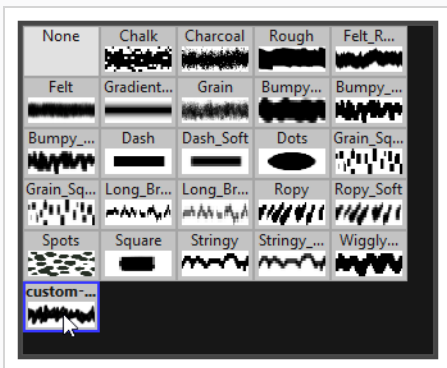 None Chalk Charcoal Rough Felt_R...
Felt Gradient... Grain Bumpy... Bumpy_...
Bumpy_... Dash Dash_Soft Dots Grain_Sq...
Grain_Sq... Long_Br... Long_Br... Ropy Ropy_Soft
Spots Square Stringy Stringy_... Wiggly...
custom-...